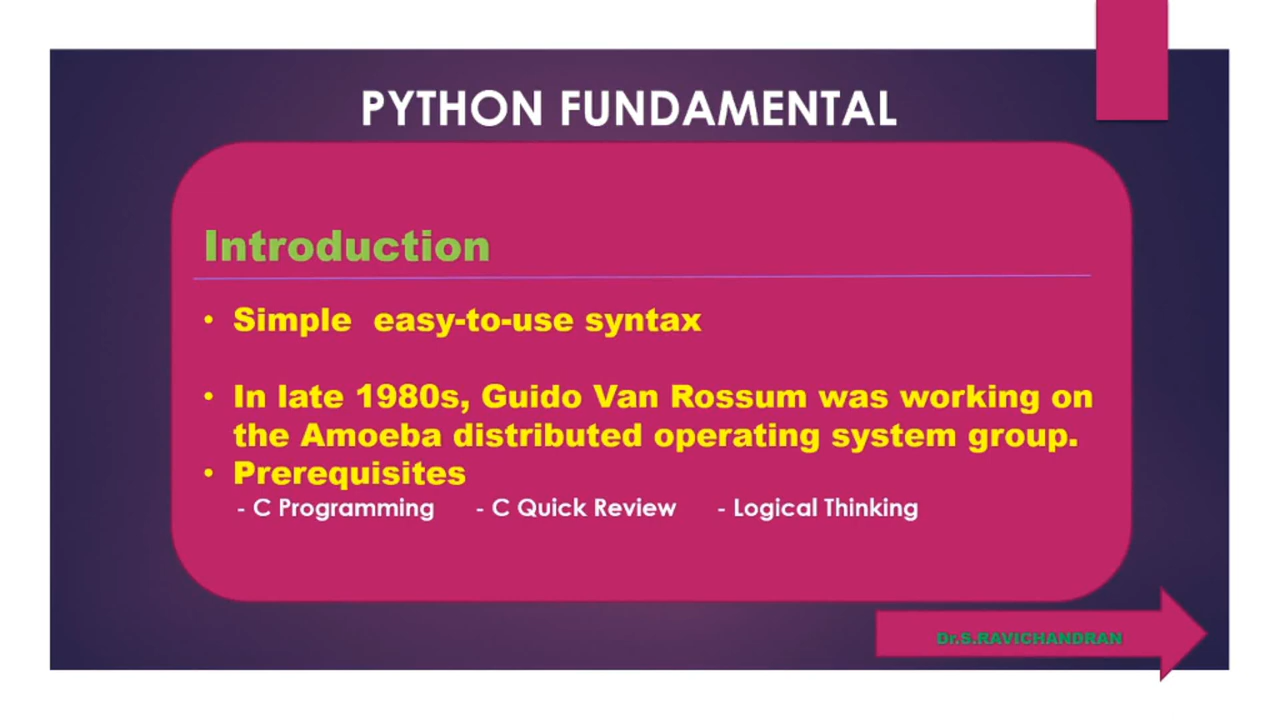 PYTHON FUNDAMENTAL
Introduction
• Simple easy-to-use syntax
• In late 1980s, Guido Van Rossum was working on
the Amoeba distributed operating system group.
• Prerequisites
- C Programming - C Quick Review - Logical Thinking
Dr.S.RAVICHANDRAN